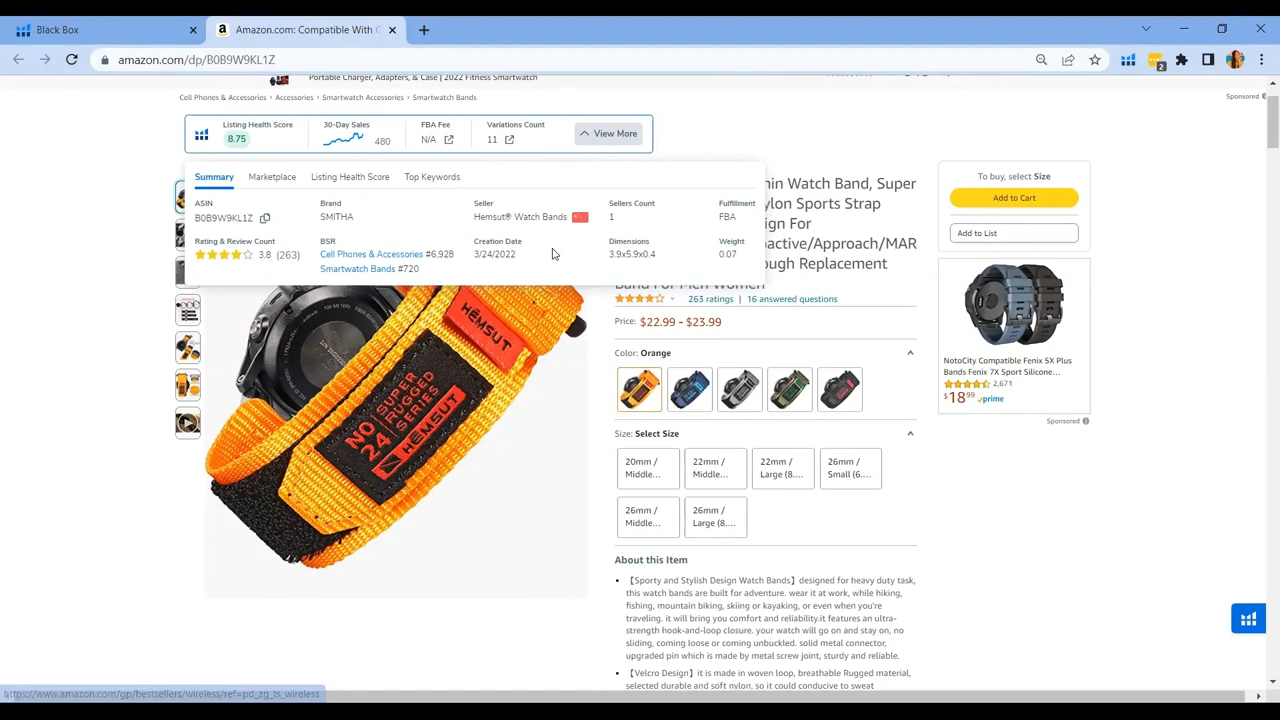 Black Box
Amazon.com: Compatible With G
amazon.com/dp/B0B9W9KL1Z
2
Portable Charger, Adapters, & Case | 2022 Fitness Smartwatch
Cell Phones & Accessories › Accessories › Smartwatch Accessories › Smartwatch Bands
Sponsored
Listing Health Score
8.75
30-Day Sales
480
FBA Fee
N/A
Variations Count
11
View More
Summary
Marketplace
Listing Health Score
Top Keywords
ASIN
B0B9W9KL1Z
Brand
SMITHA
Seller
Hemsut® Watch Bands
Sellers Count
1
Fulfillment
FBA
Rating & Review Count
3.8 (263)
BSR
Cell Phones & Accessories #6,928
Smartwatch Bands #720
Creation Date
3/24/2022
Dimensions
3.9x5.9x0.4
Weight
0.07
min Watch Band, Super
ylon Sports Strap
ign For
oactive/Approach/MAR
ough Replacement
Band For Men Women
263 ratings | 16 answered questions
Price: $22.99 - $23.99
Color: Orange
Size: Select Size
20mm /
Middle...
22mm /
Middle...
22mm /
Large (8....
26mm /
Small (6....
26mm /
Middle...
26mm /
Large (8....
About this Item
• 【Sporty and Stylish Design Watch Bands】designed for heavy duty task,
this watch bands are built for adventure. wear it at work, while hiking,
fishing, mountain biking, skiing or kayaking, or even when you're
traveling. it will bring you comfort and reliability.it features an ultra-
strength hook-and-loop closure. your watch will go on and stay on, no
sliding, coming loose or coming unbuckled. solid metal connector,
upgraded pin which is made by metal screw joint, sturdy and reliable.
• 【Velcro Design】it is made in woven loop, breathable Rugged material,
selected durable and soft nylon, so it could conducive to sweat
To buy, select Size
Add to Cart
Add to List
NotoCity Compatible Fenix 5X Plus
Bands Fenix 7X Sport Silicone...
2,671
$18 99 prime
Sponsored
100 METERS
HEMSUT
SUPER
RUGGED
NO SERIES
24 HEMSUT
https://www.amazon.com/gp/bestsellers/wireless/ref=pd_zg_ts_wireless